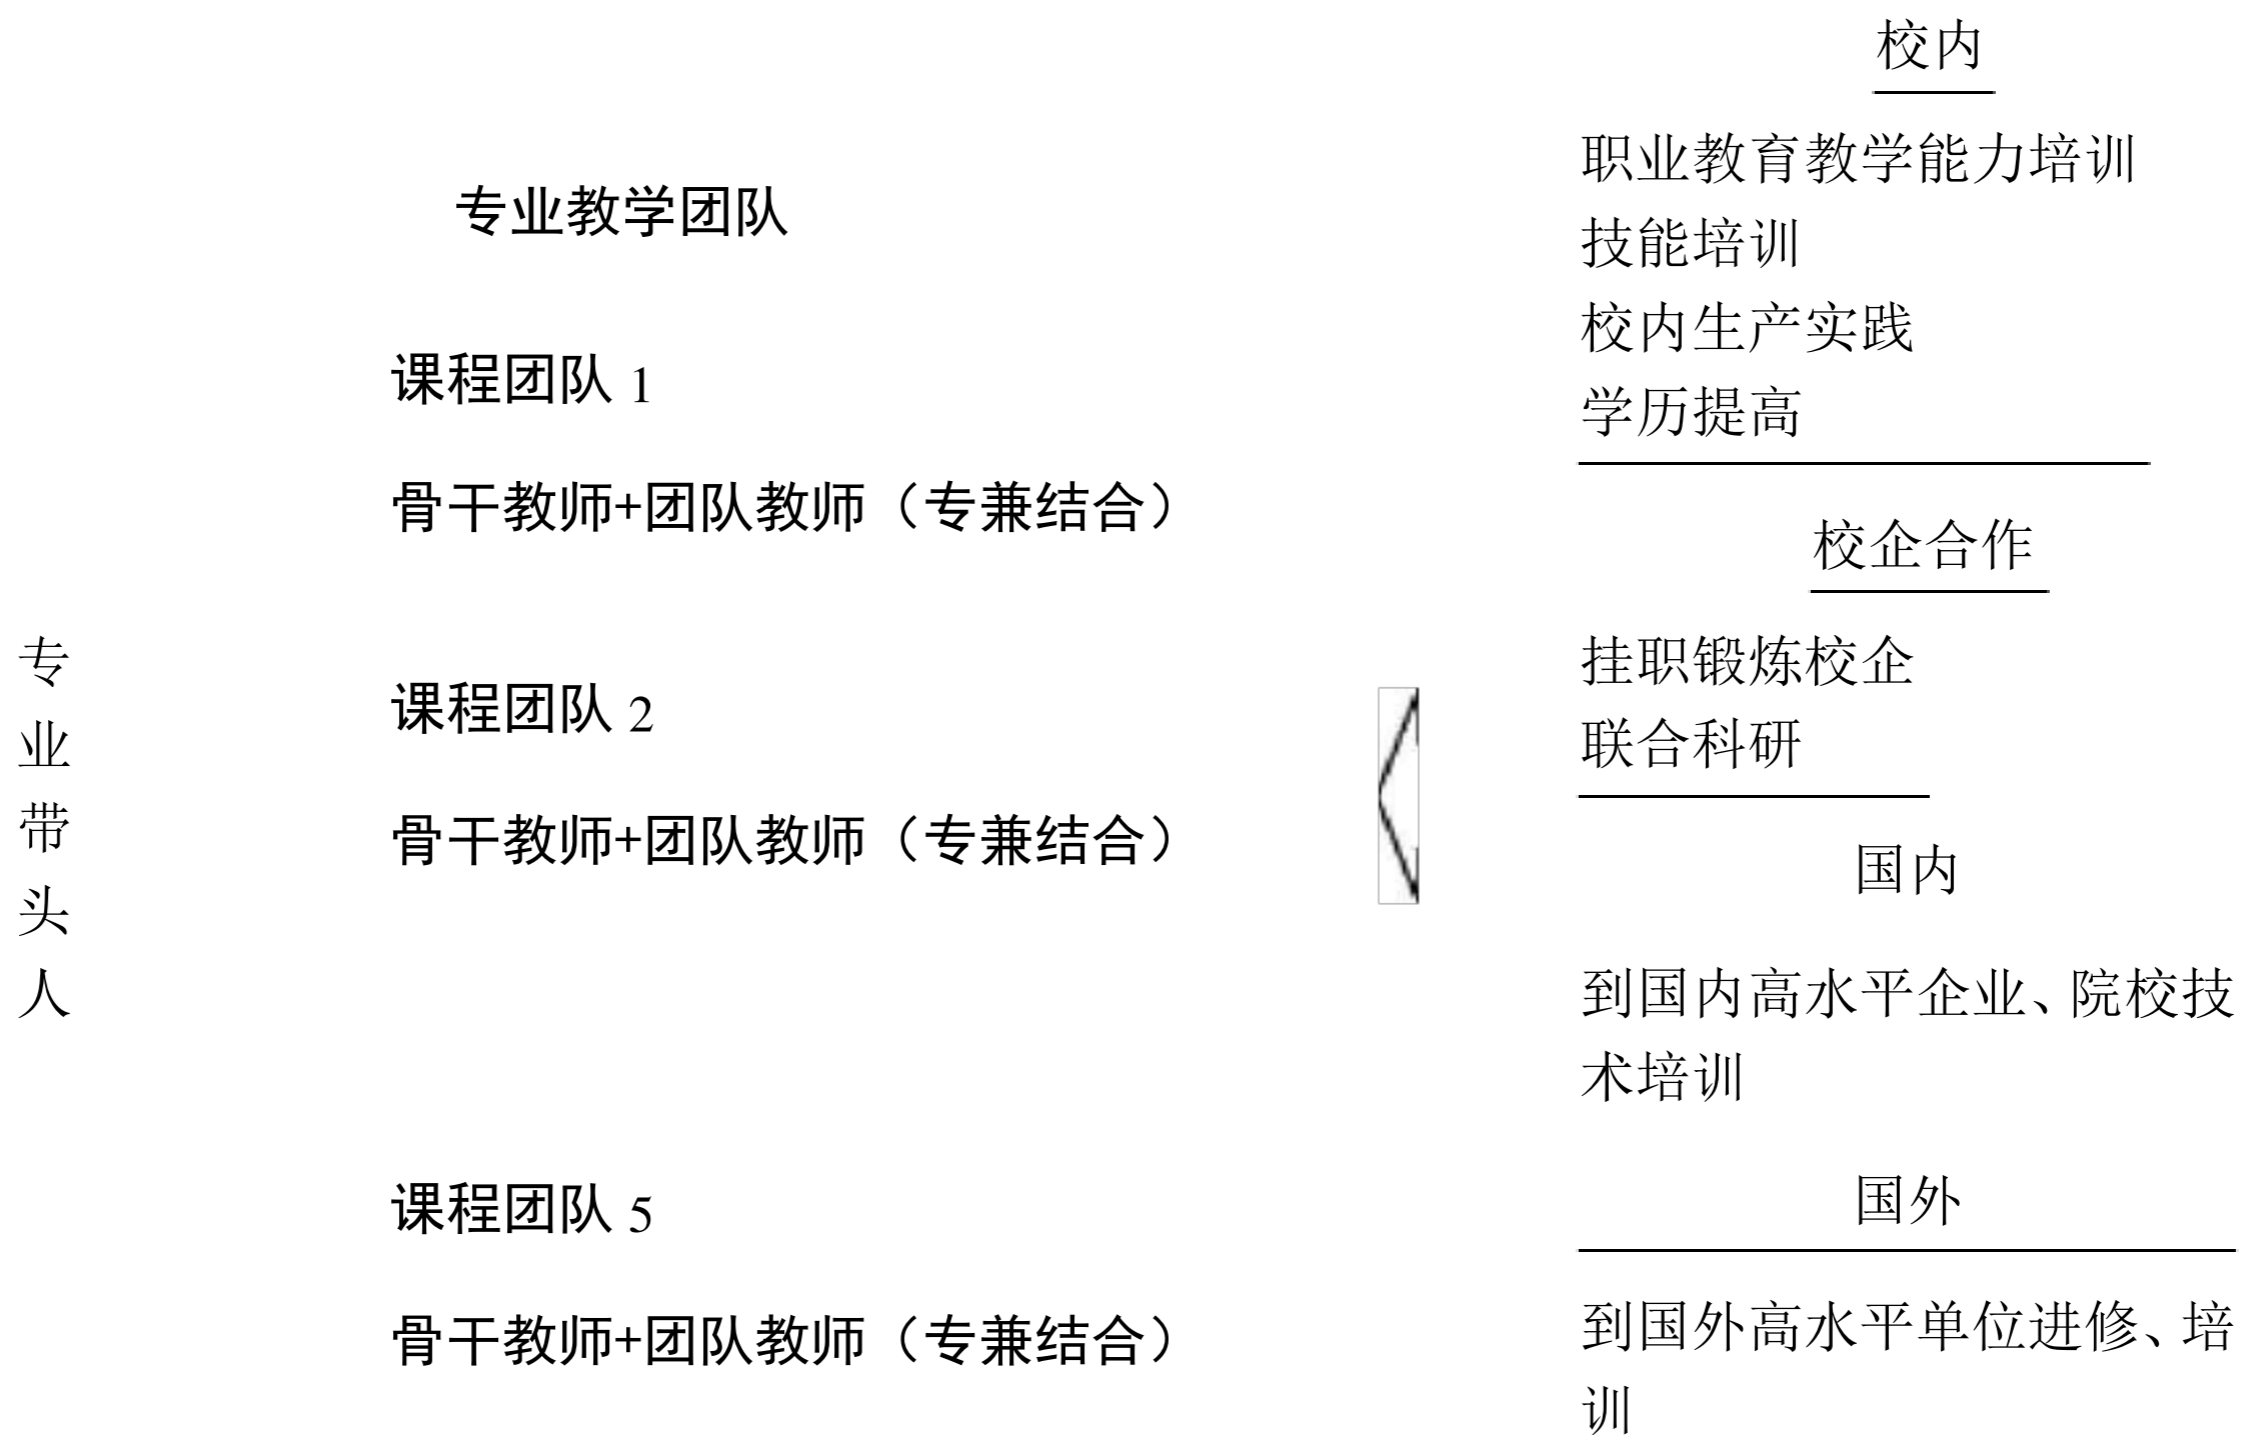 专
业
带
头
人
专业教学团队
课程团队 1
骨干教师+团队教师（专兼结合）
课程团队 2
骨干教师+团队教师（专兼结合）
课程团队 5
骨干教师+团队教师（专兼结合）
校内
职业教育教学能力培训
技能培训
校内生产实践
学历提高
校企合作
挂职锻炼校企
联合科研
国内
到国内高水平企业、院校技
术培训
国外
到国外高水平单位进修、培
训